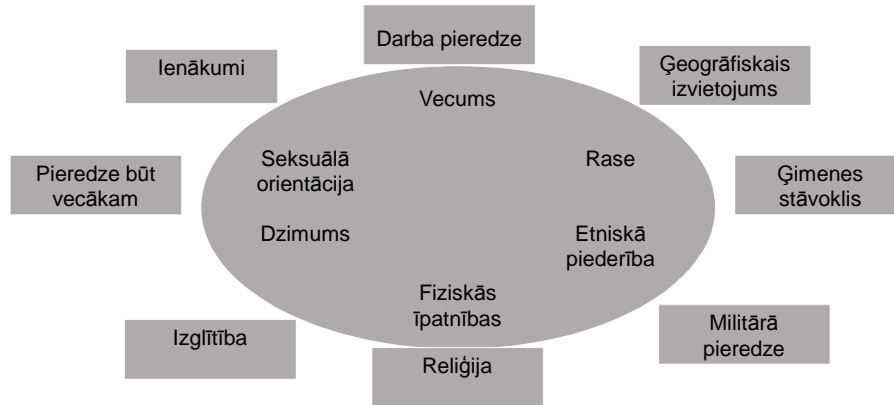 Darba pieredze
Ienākumi
Ģeogrāfiskais
izvietojums
Vecums
Seksuālā
orientācija
Rase
Pieredze būt
vecākam
Ģimenes
stāvoklis
Dzimums
Etniskā
piederība
Fiziskās
īpatnības
Izglītība
Militārā
pieredze
Reliģija